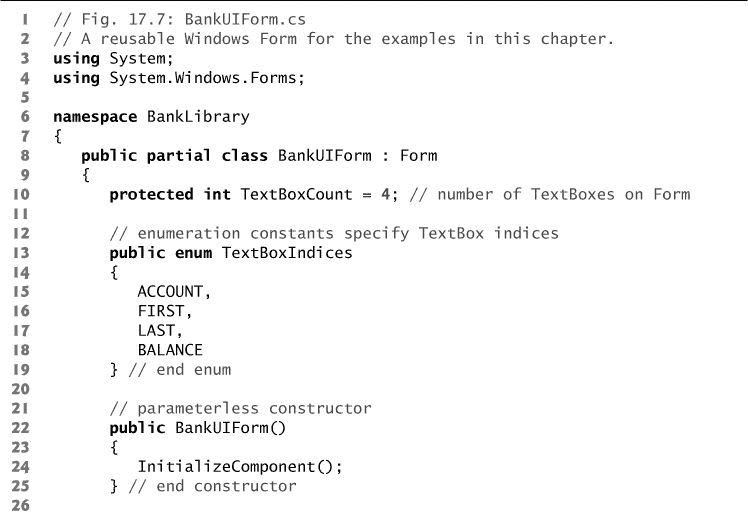 1 // Fig. 17.7: BankUIForm.cs
2 // A reusable Windows Form for the examples in this chapter.
3 using System;
4 using System.Windows.Forms;
5
6 namespace BankLibrary
7 {
8    public partial class BankUIForm : Form
9    {
10       protected int TextBoxCount = 4; // number of TextBoxes on Form
11
12       // enumeration constants specify TextBox indices
13       public enum TextBoxIndices
14       {
15          ACCOUNT,
16          FIRST,
17          LAST,
18          BALANCE
19       } // end enum
20
21       // parameterless constructor
22       public BankUIForm()
23       {
24          InitializeComponent();
25       } // end constructor
26